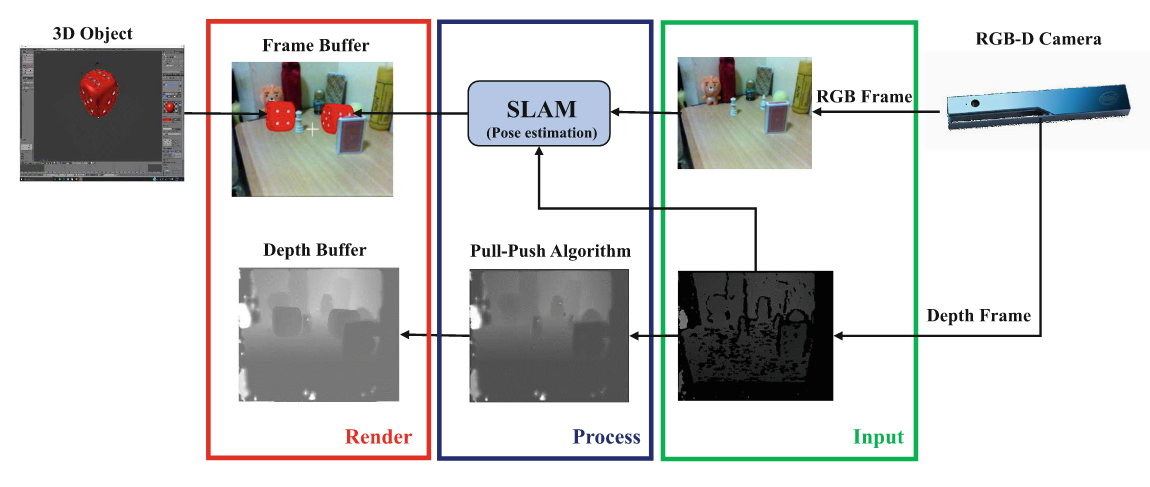 3D Object
Frame Buffer
RGB-D Camera
SLAM
(Pose estimation)
RGB Frame
Depth Buffer
Pull-Push Algorithm
Depth Frame
Render
Process
Input